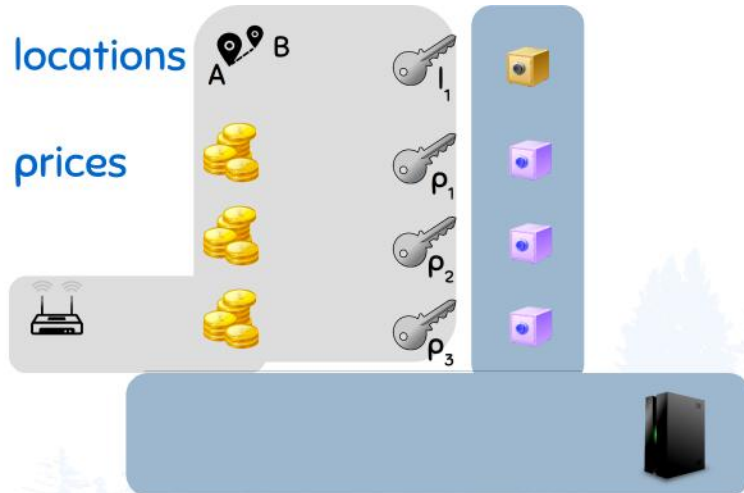 locations A B l₁
prices ρ₁
ρ₂
ρ₃